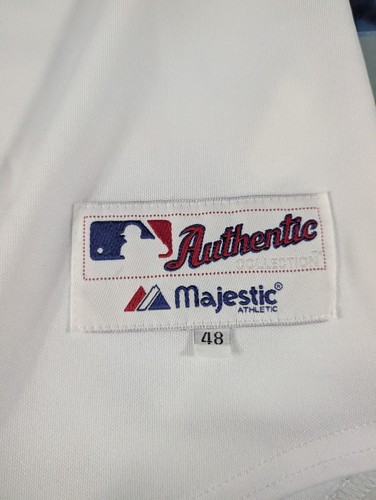 Authentic
COLLECTION
Majestic®
ATHLETIC
48